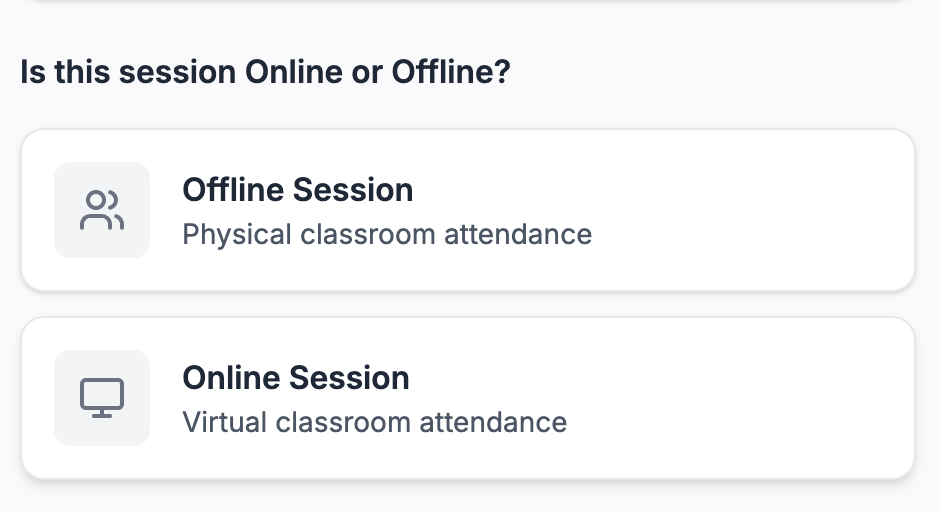 Is this session Online or Offline?
Offline Session
Physical classroom attendance
Online Session
Virtual classroom attendance